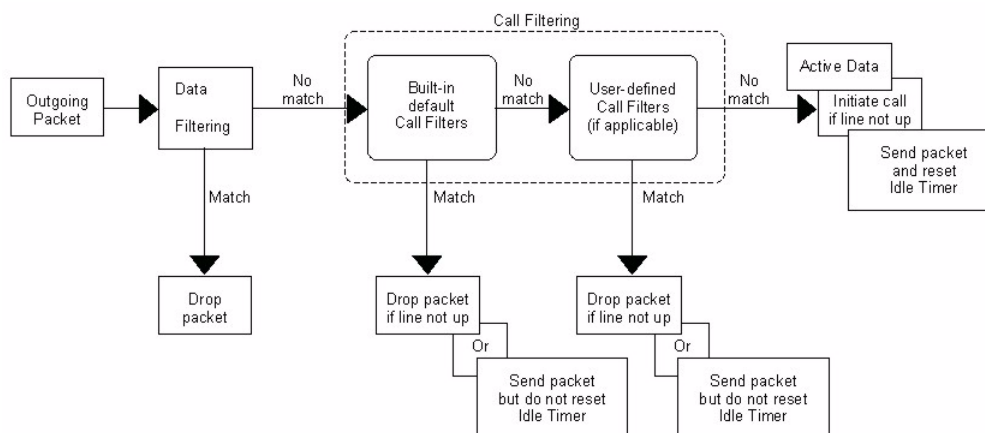 Call Filtering
Outgoing
Packet
Data
Filtering
No
match
Built-in
default
Call Filters
No
match
User-defined
Call Filters
(if applicable)
No
match
Active Data
Initiate call
if line not up
Send packet
and reset
Idle Timer
Match
Match
Match
Drop
packet
Drop packet
if line not up
Or
Send packet
but do not reset
Idle Timer
Drop packet
if line not up
Or
Send packet
but do not reset
Idle Timer